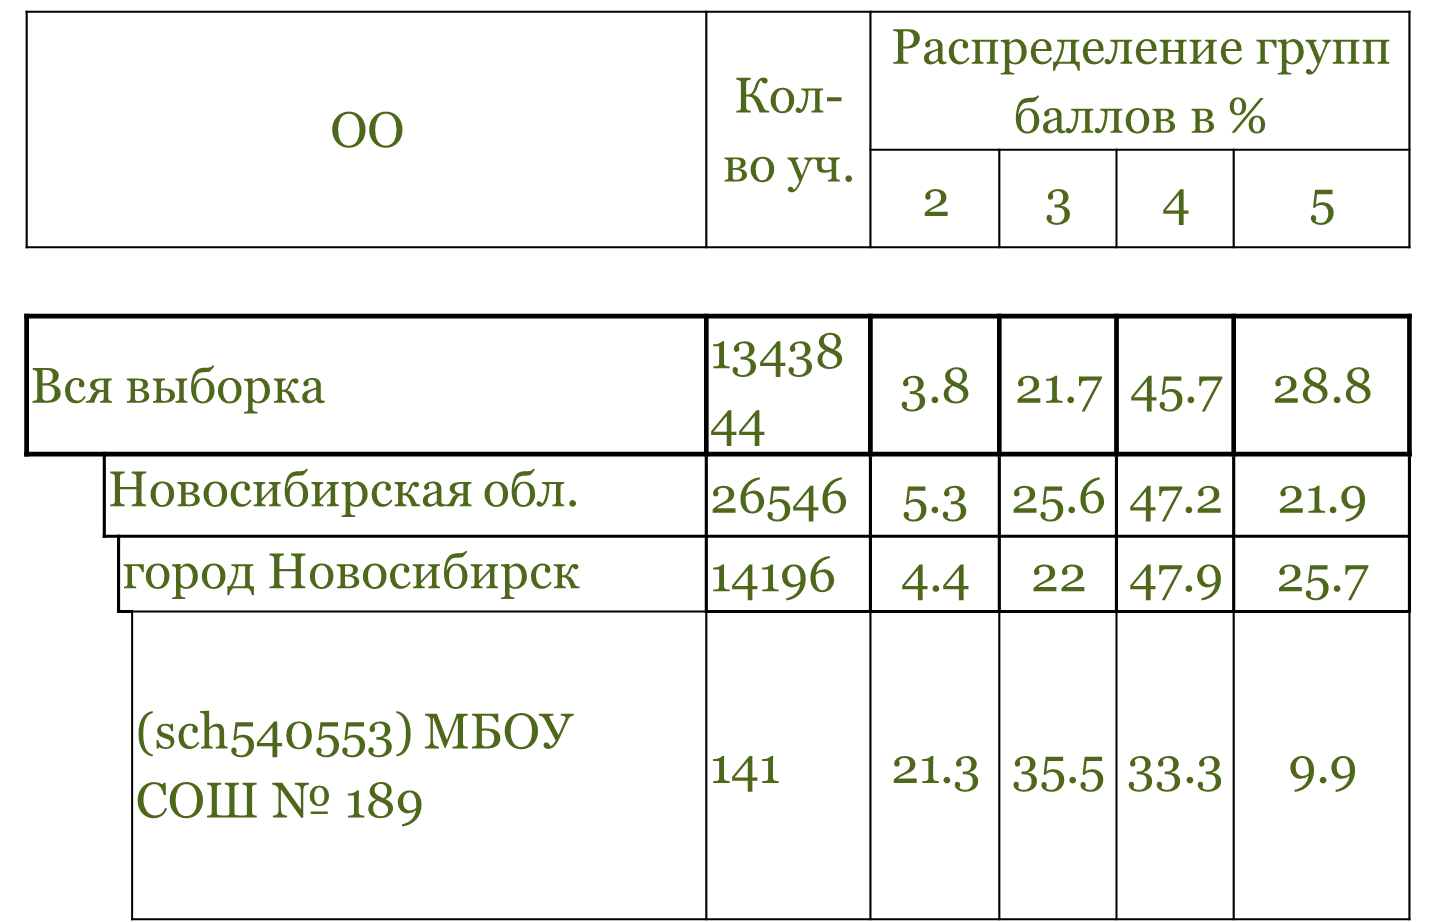 ОО
Кол-
во уч.
Распределение групп
баллов в %
2 3 4 5
Вся выборка
13438
44
3.8 21.7 45.7 28.8
Новосибирская обл. 26546 5.3 25.6 47.2 21.9
город Новосибирск 14196 4.4 22 47.9 25.7
(sch540553) МБОУ
СОШ № 189
141 21.3 35.5 33.3 9.9